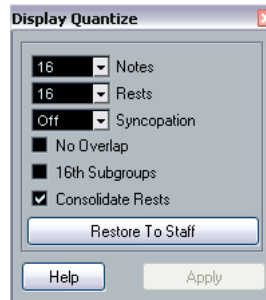 Display Quantize
16 Notes
16 Rests
Off Syncopation
No Overlap
16th Subgroups
Consolidate Rests
Restore To Staff
Help Apply